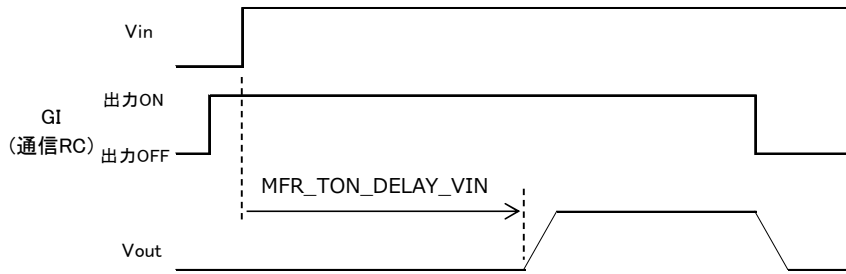 Vin
出力ON
GI
(通信RC)
出力OFF
MFR_TON_DELAY_VIN
Vout